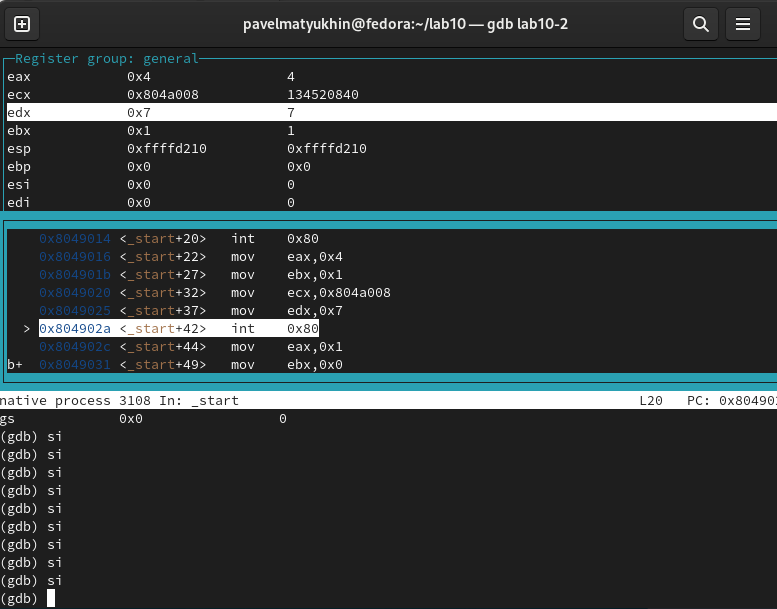 pavelmatyukhin@fedora:~/lab10 — gdb lab10-2
Register group: general
eax 0x4 4
ecx 0x804a008 134520840
edx 0x7 7
ebx 0x1 1
esp 0xffffd210 0xffffd210
ebp 0x0 0x0
esi 0x0 0
edi 0x0 0
0x8049014 <_start+20> int 0x80
0x8049016 <_start+22> mov eax,0x4
0x804901b <_start+27> mov ebx,0x1
0x8049020 <_start+32> mov ecx,0x804a008
0x8049025 <_start+37> mov edx,0x7
> 0x804902a <_start+42> int 0x80
0x804902c <_start+44> mov eax,0x1
b+ 0x8049031 <_start+49> mov ebx,0x0
native process 3108 In: _start L20 PC: 0x80490
gs 0x0 0
(gdb) si
(gdb) si
(gdb) si
(gdb) si
(gdb) si
(gdb) si
(gdb) si
(gdb) si
(gdb) si
(gdb)